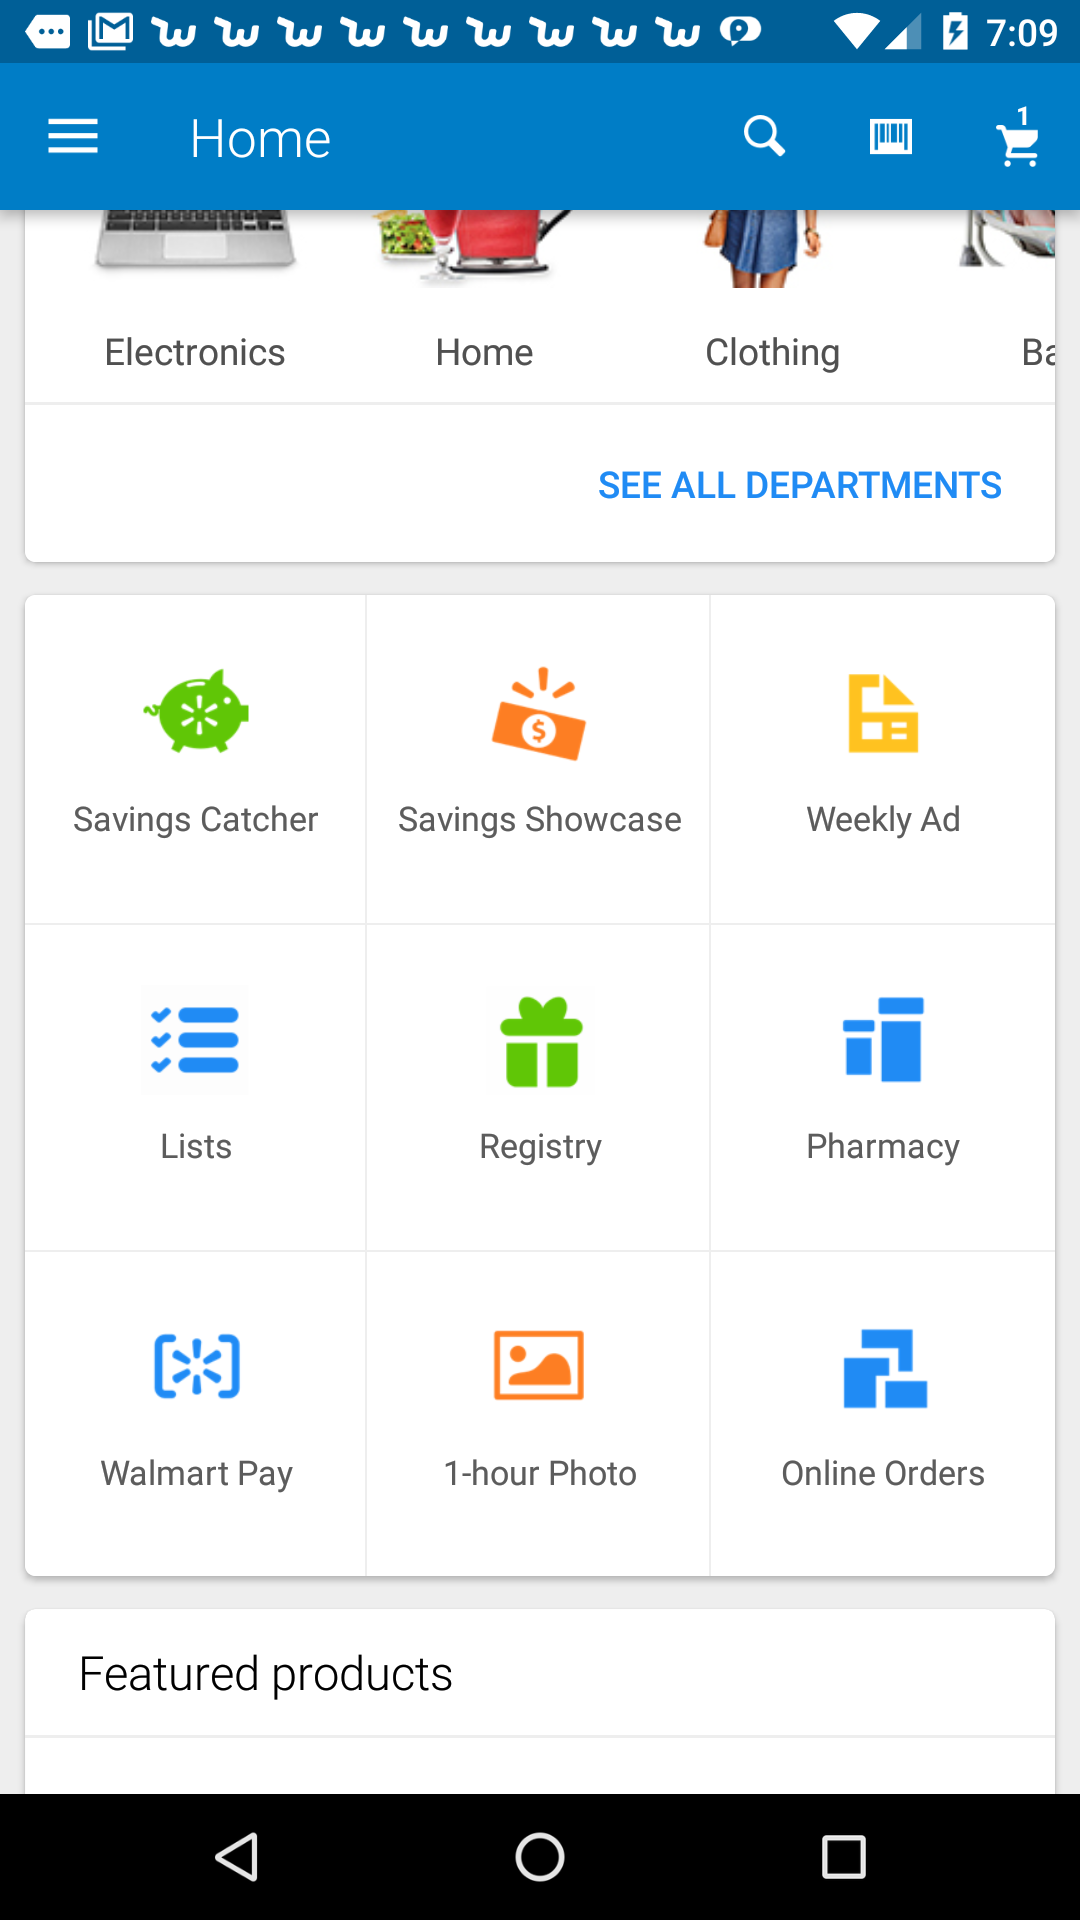 7:09
Home
1
Electronics
Home
Clothing
Ba
SEE ALL DEPARTMENTS
$
Savings Catcher
Savings Showcase
Weekly Ad
Lists
Registry
Pharmacy
Walmart Pay
1-hour Photo
Online Orders
Featured products